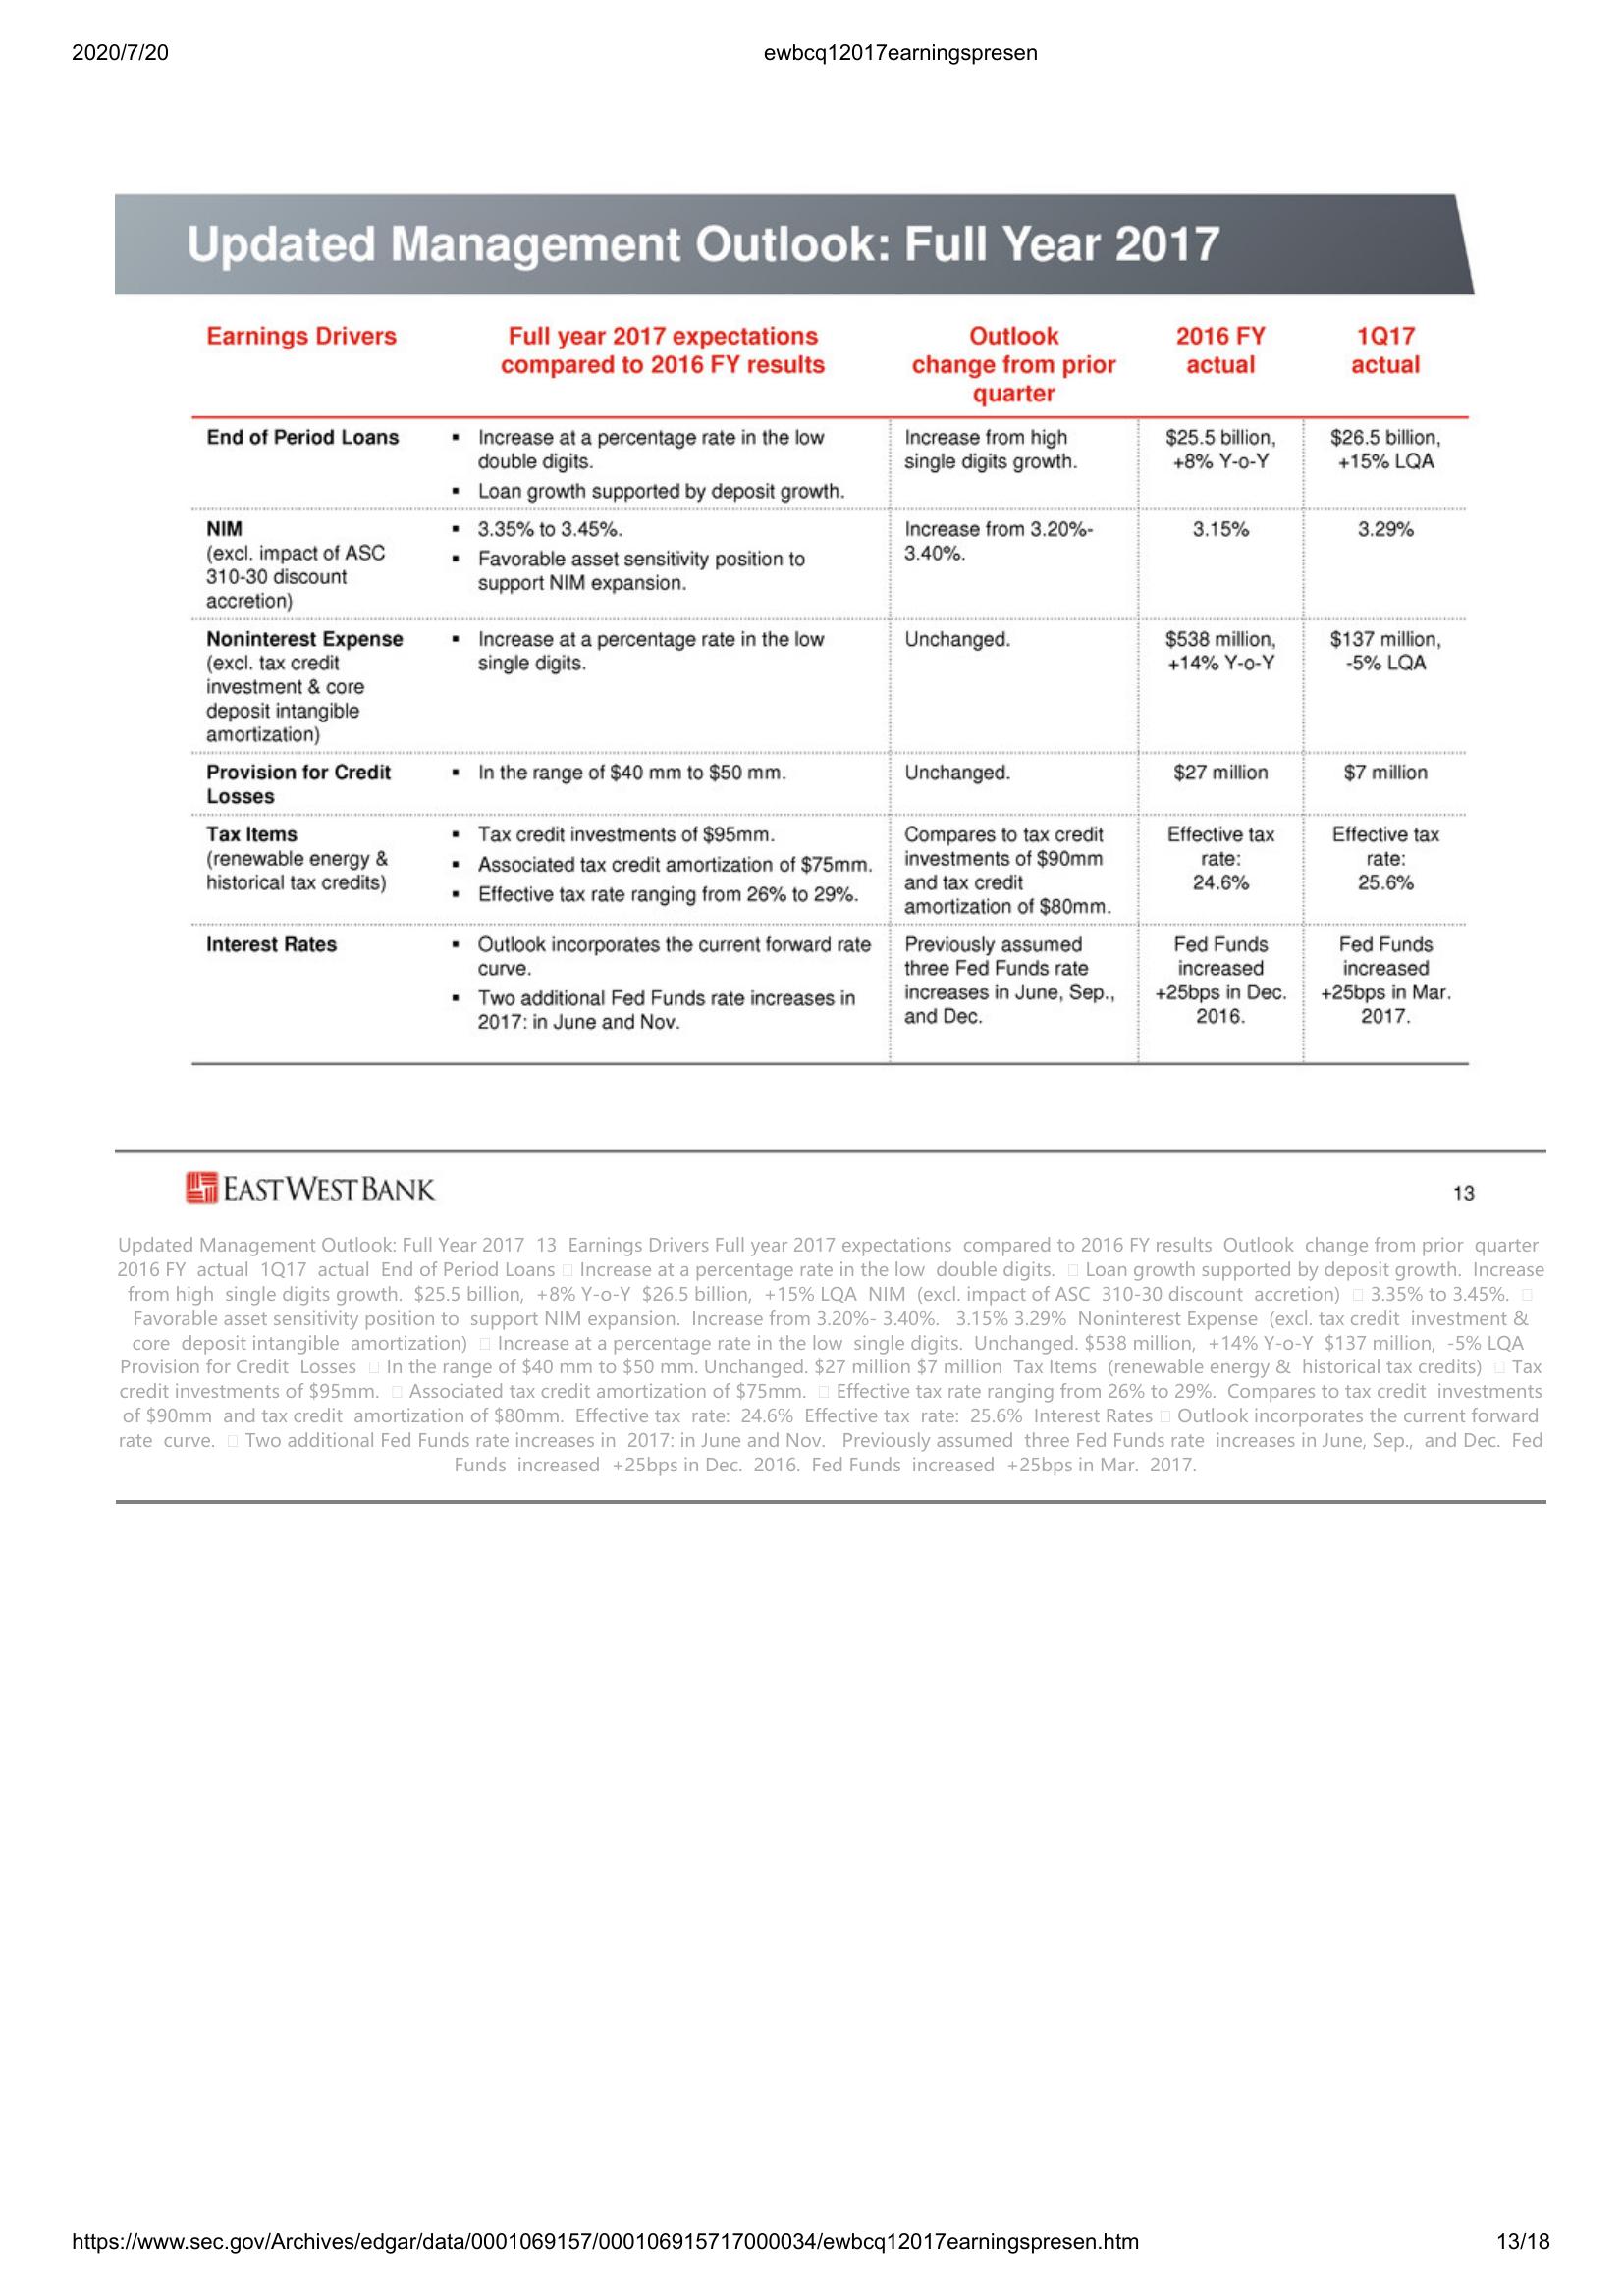 2020/7/20
ewbcq12017earningspresen
Updated Management Outlook: Full Year 2017
Earnings Drivers
Full year 2017 expectations
compared to 2016 FY results
Outlook
change from prior
quarter
2016 FY
actual
1Q17
actual
End of Period Loans
▪ Increase at a percentage rate in the low
double digits.
▪ Loan growth supported by deposit growth.
Increase from high
single digits growth.
$25.5 billion,
+8% Y-o-Y
$26.5 billion,
+15% LQA
NIM
(excl. impact of ASC
310-30 discount
accretion)
▪ 3.35% to 3.45%.
▪ Favorable asset sensitivity position to
support NIM expansion.
Increase from 3.20%-
3.40%.
3.15%
3.29%
Noninterest Expense
(excl. tax credit
investment & core
deposit intangible
amortization)
▪ Increase at a percentage rate in the low
single digits.
Unchanged.
$538 million,
+14% Y-o-Y
$137 million,
-5% LQA
Provision for Credit
Losses
▪ In the range of $40 mm to $50 mm.
Unchanged.
$27 million
$7 million
Tax Items
(renewable energy &
historical tax credits)
▪ Tax credit investments of $95mm.
▪ Associated tax credit amortization of $75mm.
▪ Effective tax rate ranging from 26% to 29%.
Compares to tax credit
investments of $90mm
and tax credit
amortization of $80mm.
Effective tax
rate:
24.6%
Effective tax
rate:
25.6%
Interest Rates
▪ Outlook incorporates the current forward rate
curve.
▪ Two additional Fed Funds rate increases in
2017: in June and Nov.
Previously assumed
three Fed Funds rate
increases in June, Sep.,
and Dec.
Fed Funds
increased
+25bps in Dec.
2016.
Fed Funds
increased
+25bps in Mar.
2017.
EAST WEST BANK
13
Updated Management Outlook: Full Year 2017 13 Earnings Drivers Full year 2017 expectations compared to 2016 FY results Outlook change from prior quarter
2016 FY actual 1Q17 actual End of Period Loans □ Increase at a percentage rate in the low double digits. □ Loan growth supported by deposit growth. Increase
from high single digits growth. $25.5 billion, +8% Y-o-Y $26.5 billion, +15% LQA NIM (excl. impact of ASC 310-30 discount accretion) □ 3.35% to 3.45%. □
Favorable asset sensitivity position to support NIM expansion. Increase from 3.20%- 3.40%. 3.15% 3.29% Noninterest Expense (excl. tax credit investment &
core deposit intangible amortization) □ Increase at a percentage rate in the low single digits. Unchanged. $538 million, +14% Y-o-Y $137 million, -5% LQA
Provision for Credit Losses □ In the range of $40 mm to $50 mm. Unchanged. $27 million $7 million Tax Items (renewable energy & historical tax credits) □ Tax
credit investments of $95mm. □ Associated tax credit amortization of $75mm. □ Effective tax rate ranging from 26% to 29%. Compares to tax credit investments
of $90mm and tax credit amortization of $80mm. Effective tax rate: 24.6% Effective tax rate: 25.6% Interest Rates □ Outlook incorporates the current forward
rate curve. □ Two additional Fed Funds rate increases in 2017: in June and Nov. Previously assumed three Fed Funds rate increases in June, Sep., and Dec. Fed
Funds increased +25bps in Dec. 2016. Fed Funds increased +25bps in Mar. 2017.
https://www.sec.gov/Archives/edgar/data/0001069157/000106915717000034/ewbcq12017earningspresen.htm
13/18